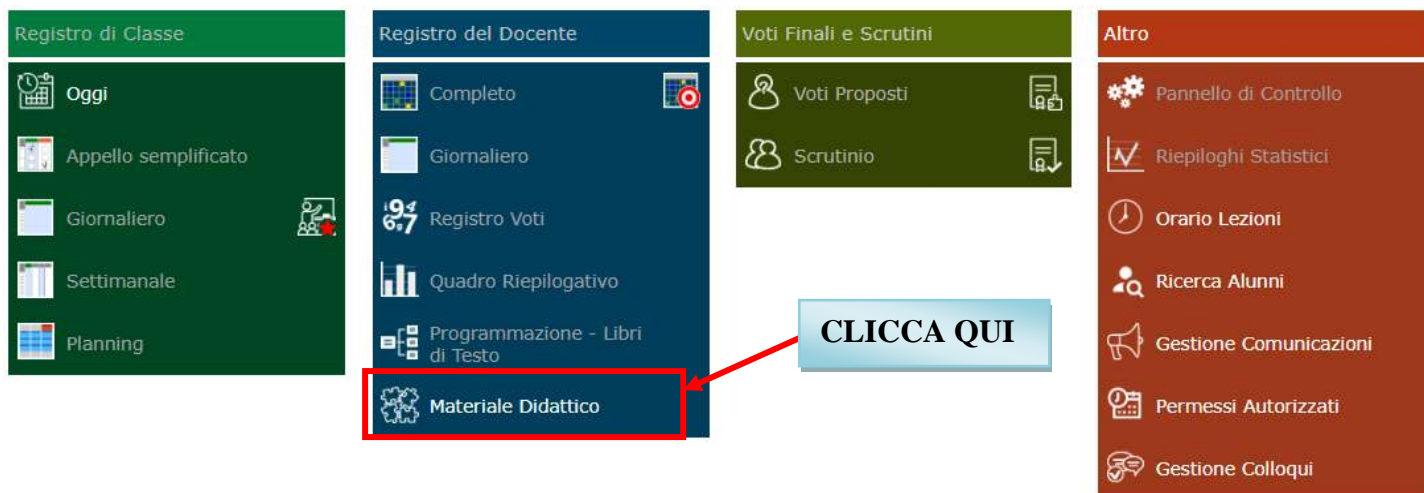 Registro di Classe
Oggi
Appello semplificato
Giornaliero
Settimanale
Planning
Registro del Docente
Completo
Giornaliero
Registro Voti
Quadro Riepilogativo
Programmazione - Libri
di Testo
Materiale Didattico
CLICCA QUI
Voti Finali e Scrutini
Voti Proposti
Scrutinio
Altro
Pannello di Controllo
Riepiloghi Statistici
Orario Lezioni
Ricerca Alunni
Gestione Comunicazioni
Permessi Autorizzati
Gestione Colloqui